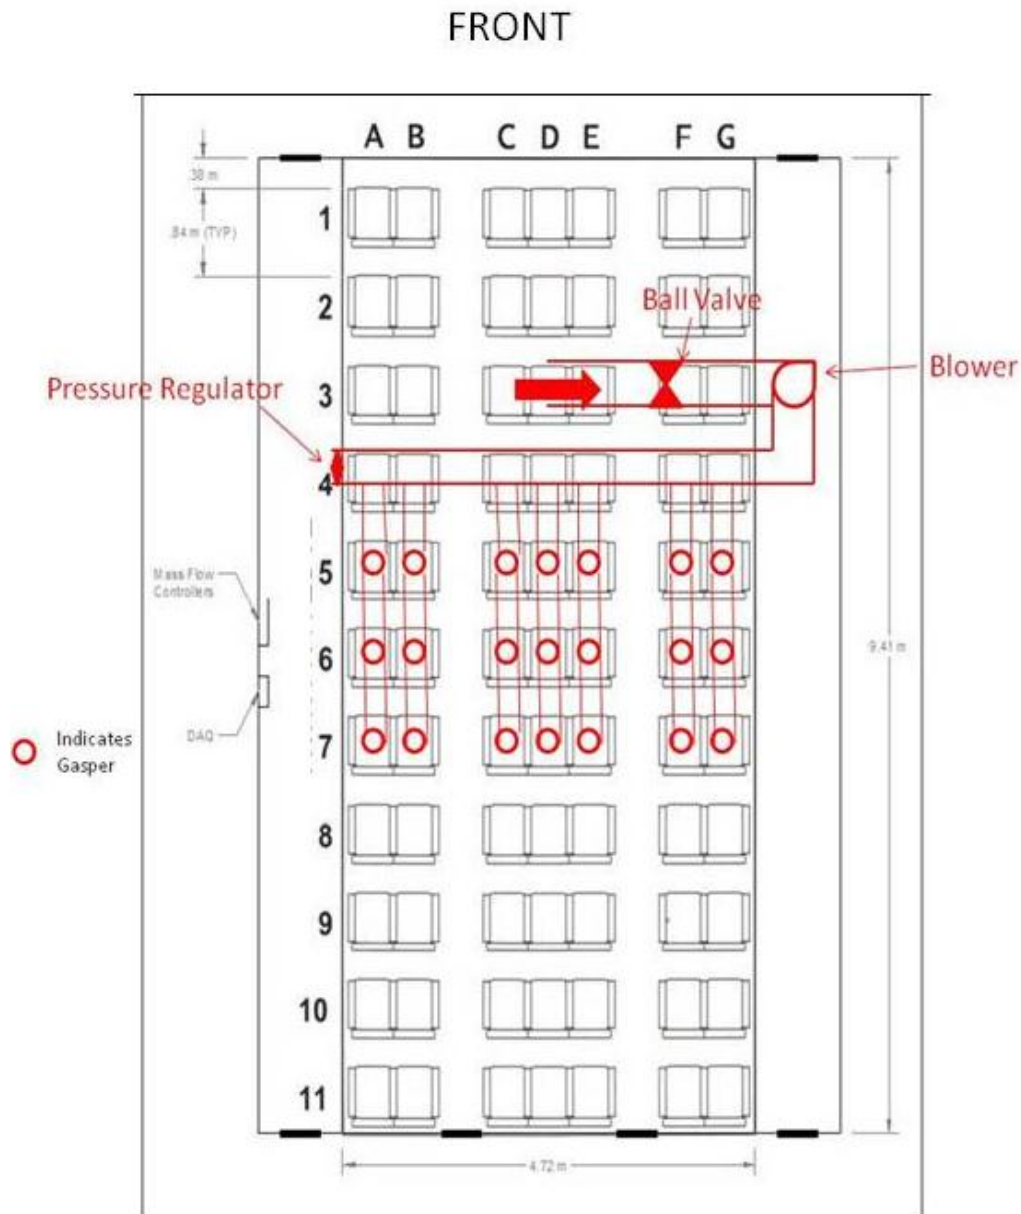 FRONT
A B C D E F G
.38 m
1
.84 m (TYP)
2
Ball Valve
Blower
3
Pressure Regulator
4
5
Mass Flow
Controllers
6
9.41 m
DAQ
7
Indicates
Gasper
8
9
10
11
4.72 m